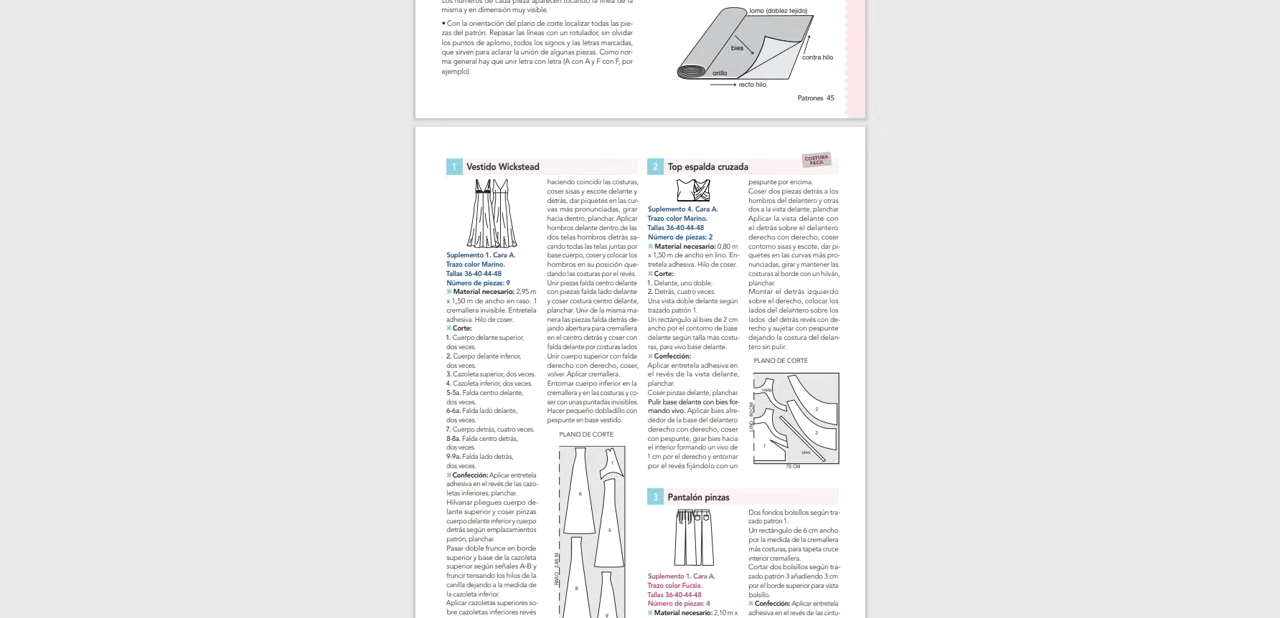 Los números de cada pieza aparecen (tocando la línea de la
misma y en dimensión muy visible.
• Con la orientación del plano de corte localizar todas las pie-
zas del patrón. Repasar las líneas con un rotulador, sin olvidar
los puntos de aplomo, todos los signos y las letras marcadas,
que sirven para aclarar la unión de algunas piezas. Como nor-
ma general hay que unir letra con letra (A con A y F con F, por
ejemplo).
lomo (doblez tejido)
bies
contra hilo
orillo
recto hilo
Patrones 45
1 Vestido Wickstead
Suplemento 1. Cara A.
Trazo color Marino.
Tallas 36-40-44-48
Número de piezas: 9
Material necesario: 2,95 m
x 1,50 m de ancho en raso. 1
cremallera invisible. Entretela
adhesiva. Hilo de coser.
Corte:
1. Cuerpo delante superior,
dos veces.
2. Cuerpo delante inferior,
dos veces.
3. Cazoleta superior, dos veces.
4. Cazoleta inferior, dos veces.
5-5a. Falda centro delante,
dos veces.
6-6a. Falda lado delante,
dos veces.
7. Cuerpo detrás, cuatro veces.
8-8a. Falda centro detrás,
dos veces.
9-9a. Falda lado detrás,
dos veces.
Confección: Aplicar entretela
adhesiva en el revés de las cazo-
letas inferiores, planchar.
Hilvanar pliegues cuerpo de-
lante superior y coser pinzas
cuerpo delante inferior y cuerpo
detrás según emplazamientos
patrón, planchar.
Pasar doble frunce en borde
superior y base de la cazoleta
superior según señales A-B y
fruncir tensando los hilos de la
canilla dejando a la medida de
la cazoleta inferior.
Aplicar cazoletas superiores so-
bre cazoletas inferiores revés
haciendo coincidir las costuras,
coser sisas y escote delante y
detrás, dar piquetes en las cur-
vas más pronunciadas, girar
hacia dentro, planchar. Aplicar
hombros delante dentro de las
dos telas hombros detrás sa-
cando todas las telas juntas por
base cuerpo, coser y colocar los
hombros en su posición que-
dando las costuras por el revés.
Unir piezas falda centro delante
con piezas falda lado delante
y coser costura centro delante,
planchar. Unir de la misma ma-
nera las piezas falda detrás de-
jando abertura para cremallera
en el centro detrás y coser con
falda delante por costuras lados
Unir cuerpo superior con falda
derecho con derecho, coser,
volver. Aplicar cremallera.
Entornar cuerpo inferior en la
cremallera y en las costuras y co-
ser con unas puntadas invisibles.
Hacer pequeño dobladillo con
pespunte en base vestido.
PLANO DE CORTE
1
6
5
8
9
2 Top espalda cruzada
COSTURA
FÁCIL
Suplemento 4. Cara A.
Trazo color Marino.
Tallas 36-40-44-48
Número de piezas: 2
Material necesario: 0,80 m
x 1,50 m de ancho en lino. En-
tretela adhesiva. Hilo de coser.
Corte:
1. Delante, uno doble.
2. Detrás, cuatro veces.
Una vista doble delante según
trazado patrón 1.
Un rectángulo al bies de 2 cm
ancho por el contorno de base
delante según talla más costu-
ras, para vivo base delante.
Confección:
Aplicar entretela adhesiva en
el revés de la vista delante,
planchar.
Coser pinzas delante, planchar.
Pulir base delante con bies for-
mando vivo: Aplicar bies alre-
dedor de la base del delantero
derecho con derecho, coser
con pespunte, girar bies hacia
el interior formando un vivo de
1 cm por el derecho y entornar
por el revés fijándolo con un
pespunte por encima.
Coser dos piezas detrás a los
hombros del delantero y otras
dos a la vista delante, planchar.
Aplicar la vista delante con
el detrás sobre el delantero
derecho con derecho, coser
contorno sisas y escote, dar pi-
quetes en las curvas más pro-
nunciadas, girar y mantener las
costuras al borde con un hilván,
planchar.
Montar el detrás izquierdo
sobre el derecho, colocar los
lados del delantero sobre los
lados del detrás revés con de-
recho y sujetar con pespunte
dejando la costura del delan-
tero sin pulir.
PLANO DE CORTE
vista
2
2
1
vivo
75 CM
3 Pantalón pinzas
Suplemento 1. Cara A.
Trazo color Fucsia.
Tallas 36-40-44-48
Número de piezas: 4
Material necesario: 2,10 m x
Dos fondos bolsillos según tra-
zado patrón 1.
Un rectángulo de 6 cm ancho
por la medida de la cremallera
más costuras, para tapeta cruce
interior cremallera.
Cortar dos bolsillos según tra-
zado patrón 3 añadiendo 3 cm
por el borde superior para vista
bolsillo.
Confección: Aplicar entretela
adhesiva en el revés de las cintu-